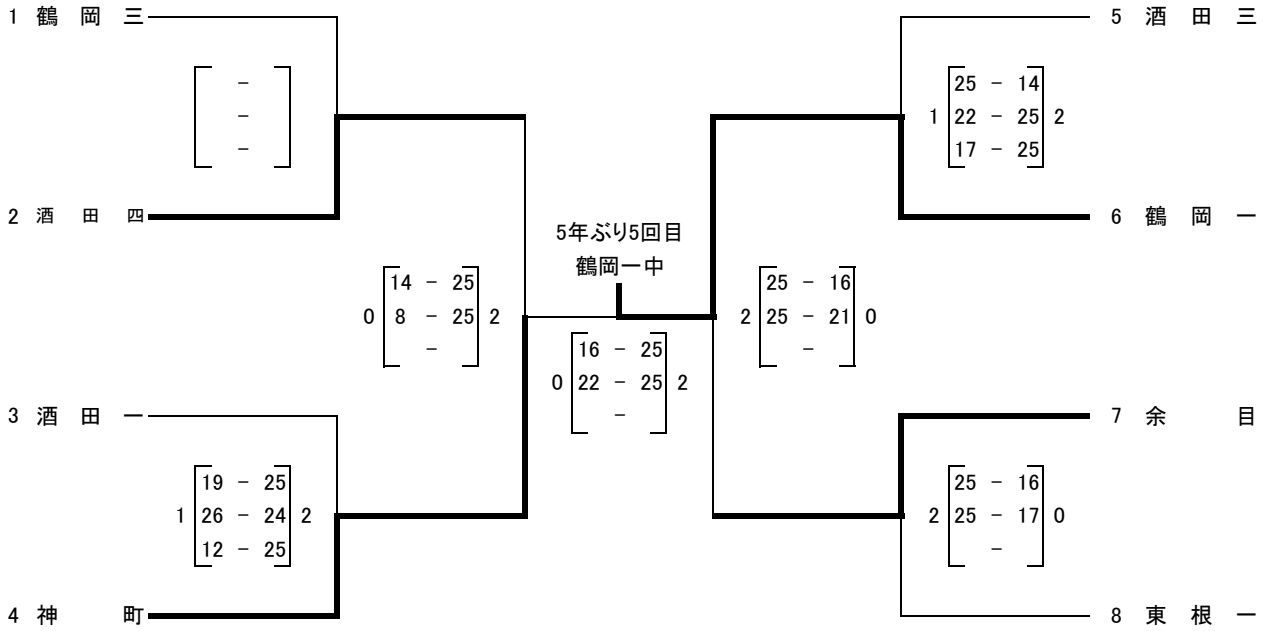 1 鶴岡三
-
-
-
2 酒田四
14 - 25
0 8 - 25 2
-
3 酒田一
19 - 25
1 26 - 24 2
12 - 25
4 神町
5年ぶり5回目
鶴岡一中
16 - 25
0 22 - 25 2
-
5 酒田三
25 - 14
1 22 - 25 2
17 - 25
6 鶴岡一
25 - 16
2 25 - 21 0
-
7 余目
25 - 16
2 25 - 17 0
-
8 東根一